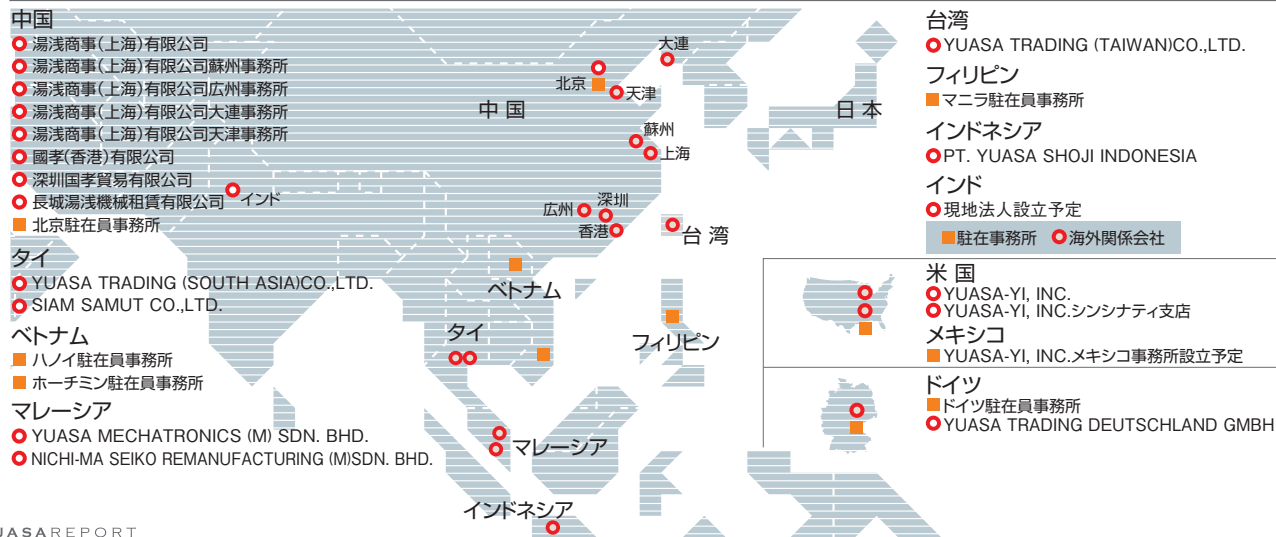 中国
湯浅商事(上海)有限公司
湯浅商事(上海)有限公司蘇州事務所
湯浅商事(上海)有限公司広州事務所
湯浅商事(上海)有限公司大連事務所
湯浅商事(上海)有限公司天津事務所
國孝(香港)有限公司
深圳国孝貿易有限公司
長城湯浅機械租賃有限公司
北京駐在員事務所
タイ
YUASA TRADING (SOUTH ASIA)CO.,LTD.
SIAM SAMUT CO.,LTD.
ベトナム
ハノイ駐在員事務所
ホーチミン駐在員事務所
マレーシア
YUASA MECHATRONICS (M) SDN. BHD.
NICHI-MA SEIKO REMANUFACTURING (M)SDN. BHD.
大連
北京
天津
中 国
日 本
蘇州
上海
インド
広州
深圳
香港
台 湾
ベトナム
タイ
フィリピン
マレーシア
インドネシア
台湾
YUASA TRADING (TAIWAN)CO.,LTD.
フィリピン
マニラ駐在員事務所
インドネシア
PT. YUASA SHOJI INDONESIA
インド
現地法人設立予定
駐在事務所 海外関係会社
米 国
YUASA-YI, INC.
YUASA-YI, INC.シンシナティ支店
メキシコ
YUASA-YI, INC.メキシコ事務所設立予定
ドイツ
ドイツ駐在員事務所
YUASA TRADING DEUTSCHLAND GMBH
UASAREPORT